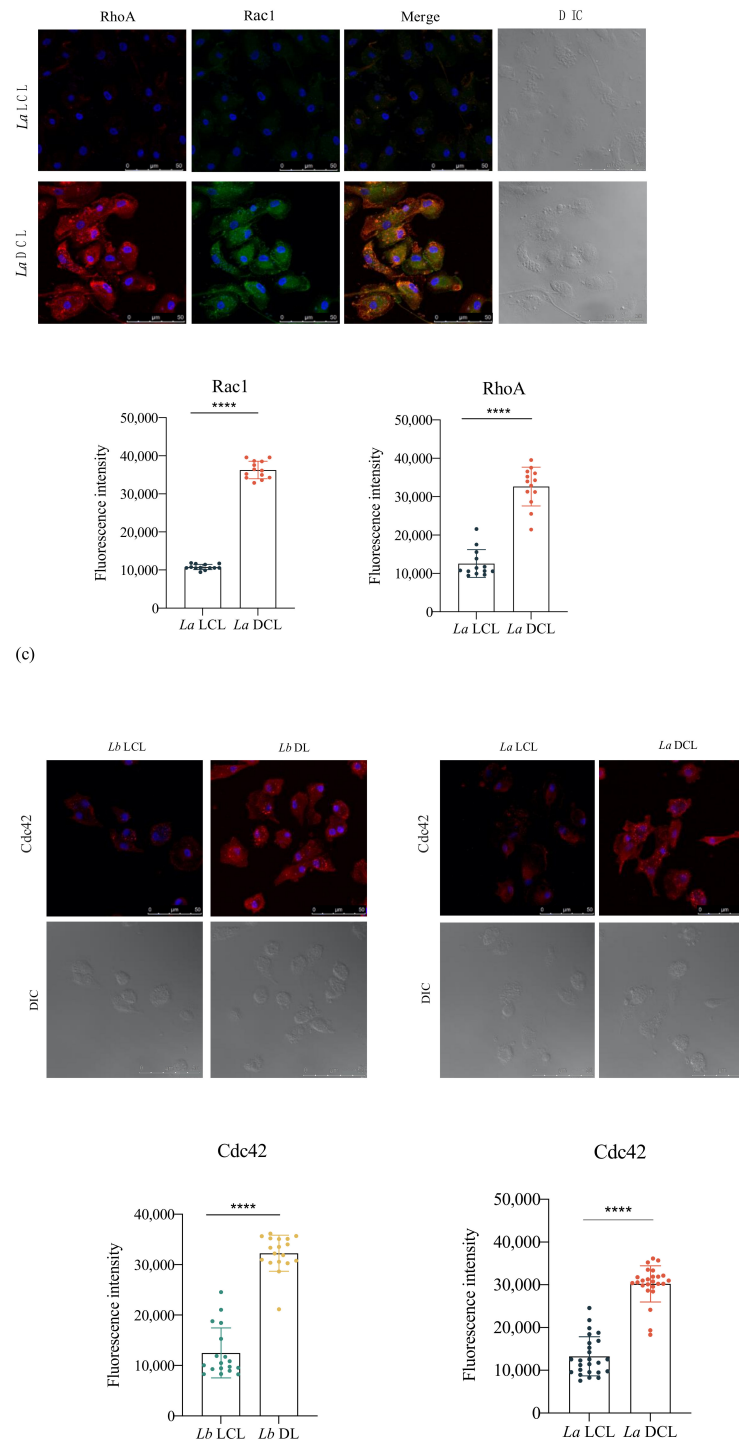 RhoA Rac1 Merge DIC
La LCL
0 µm 50 0 µm 50 0 µm 50
La DCL
0 µm 50 0 µm 50 0 µm 50
Rac1 RhoA
**** ****
Fluorescence intensity
50,000
40,000
30,000
20,000
10,000
0
La LCL La DCL
Fluorescence intensity
50,000
40,000
30,000
20,000
10,000
0
La LCL La DCL
(c)
Lb LCL Lb DL La LCL La DCL
Cdc42 Cdc42
0 µm 50 0 µm 50 0 µm 50 0 µm 50
DIC DIC
Cdc42 Cdc42
**** ****
Fluorescence intensity
40,000
30,000
20,000
10,000
0
Lb LCL Lb DL
Fluorescence intensity
50,000
40,000
30,000
20,000
10,000
0
La LCL La DCL